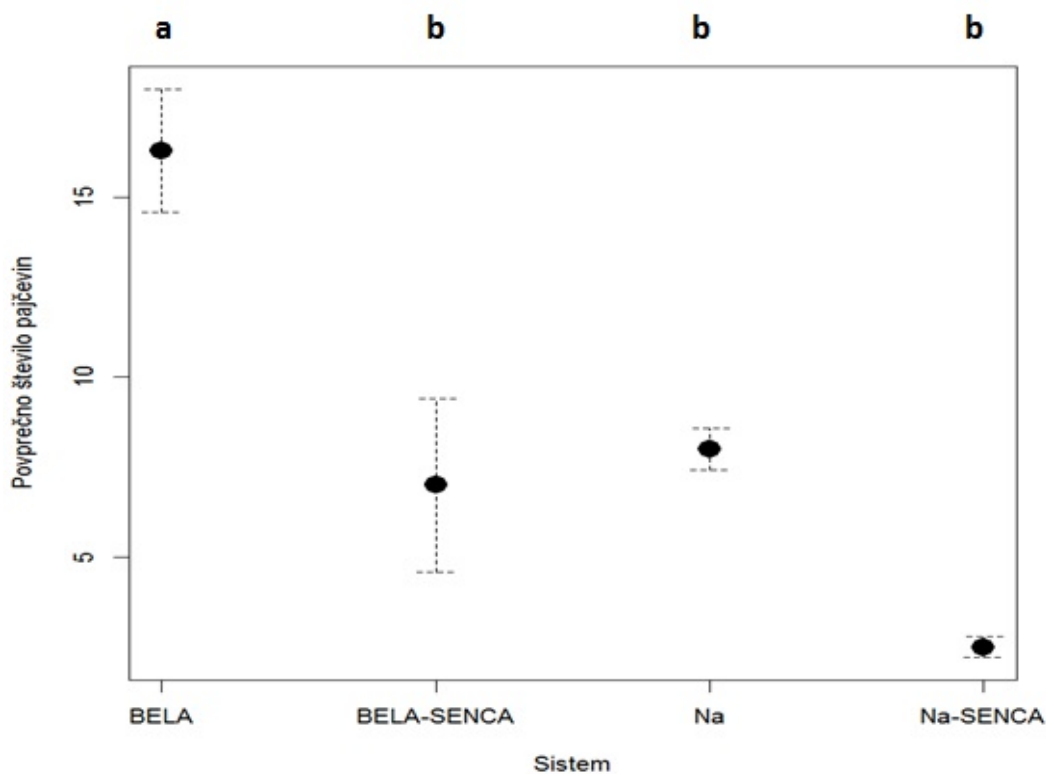 a b b b
Povprečno število pajčevin
15
10
5
BELA BELA-SENCA Na Na-SENCA
Sistem